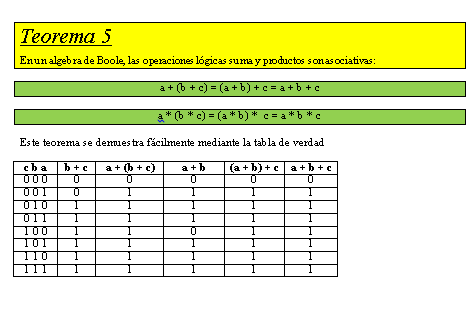 Teorema 5
En un algebra de Boole, las operaciones lógicas suma y productos son asociativas:
a + (b + c) = (a + b) + c = a + b + c
a * (b * c) = (a * b) * c = a * b * c
Este teorema se demuestra fácilmente mediante la tabla de verdad
c b a b + c a + (b + c) a + b (a + b) + c a + b + c
0 0 0 0 0 0 0 0
0 0 1 0 1 1 1 1
0 1 0 1 1 1 1 1
0 1 1 1 1 1 1 1
1 0 0 1 1 0 1 1
1 0 1 1 1 1 1 1
1 1 0 1 1 1 1 1
1 1 1 1 1 1 1 1